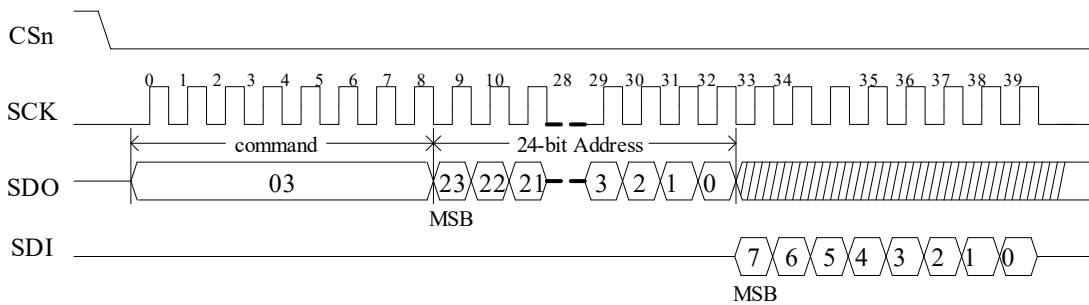 CSn
0 1 2 3 4 5 6 7 8 9 10 28 29 30 31 32 33 34 35 36 37 38 39
SCK
command 24-bit Address
SDO 03 23 22 21 3 2 1 0
MSB
SDI 7 6 5 4 3 2 1 0
MSB